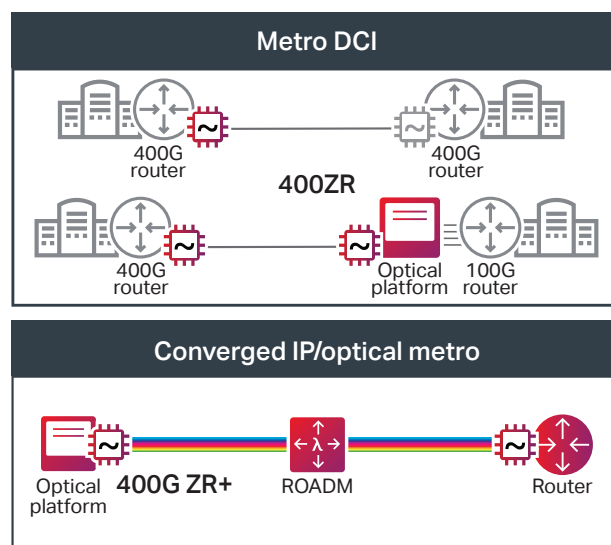 Metro DCI
400G
router
400G
router
400ZR
400G
router
Optical
platform
100G
router
Converged IP/optical metro
λ
Optical
platform
400G ZR+
ROADM
Router